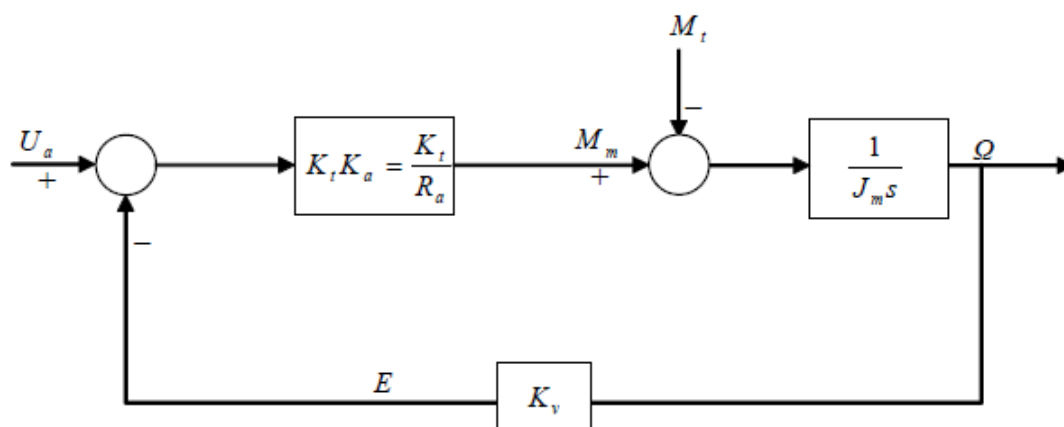 M_t
−
U_a
+
K_t K_a = K_t / R_a
M_m
+
1 / J_m s
Ω
−
E
K_v